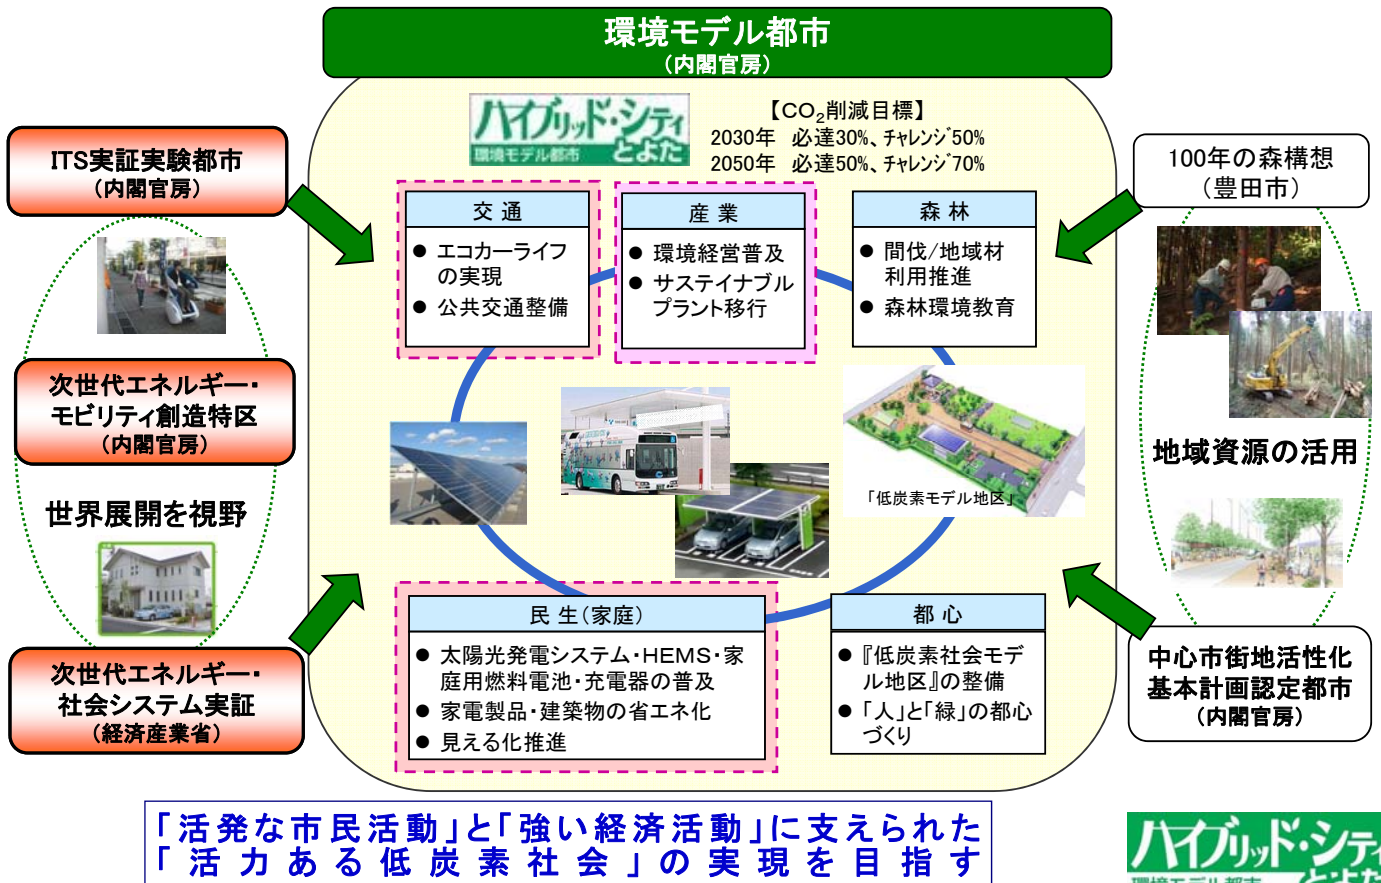 環境モデル都市
（内閣官房）
ハイブリッド・シティ
環境モデル都市 とよた
【CO₂削減目標】
2030年 必達30%、チャレンジ50%
2050年 必達50%、チャレンジ70%
ITS実証実験都市
（内閣官房）
次世代エネルギー・
モビリティ創造特区
（内閣官房）
世界展開を視野
次世代エネルギー・
社会システム実証
（経済産業省）
交 通
● エコカーライフ
の実現
● 公共交通整備
産 業
● 環境経営普及
● サステイナブル
プラント移行
森 林
● 間伐/地域材
利用推進
● 森林環境教育
「低炭素モデル地区」
民 生（家庭）
● 太陽光発電システム・HEMS・家
庭用燃料電池・充電器の普及
● 家電製品・建築物の省エネ化
● 見える化推進
都 心
● 『低炭素社会モデ
ル地区』の整備
● 「人」と「緑」の都心
づくり
100年の森構想
（豊田市）
地域資源の活用
中心市街地活性化
基本計画認定都市
（内閣官房）
「活発な市民活動」と「強い経済活動」に支えられた
「活力ある低炭素社会」の実現を目指す
ハイブリッド・シティ
環境モデル都市 とよた